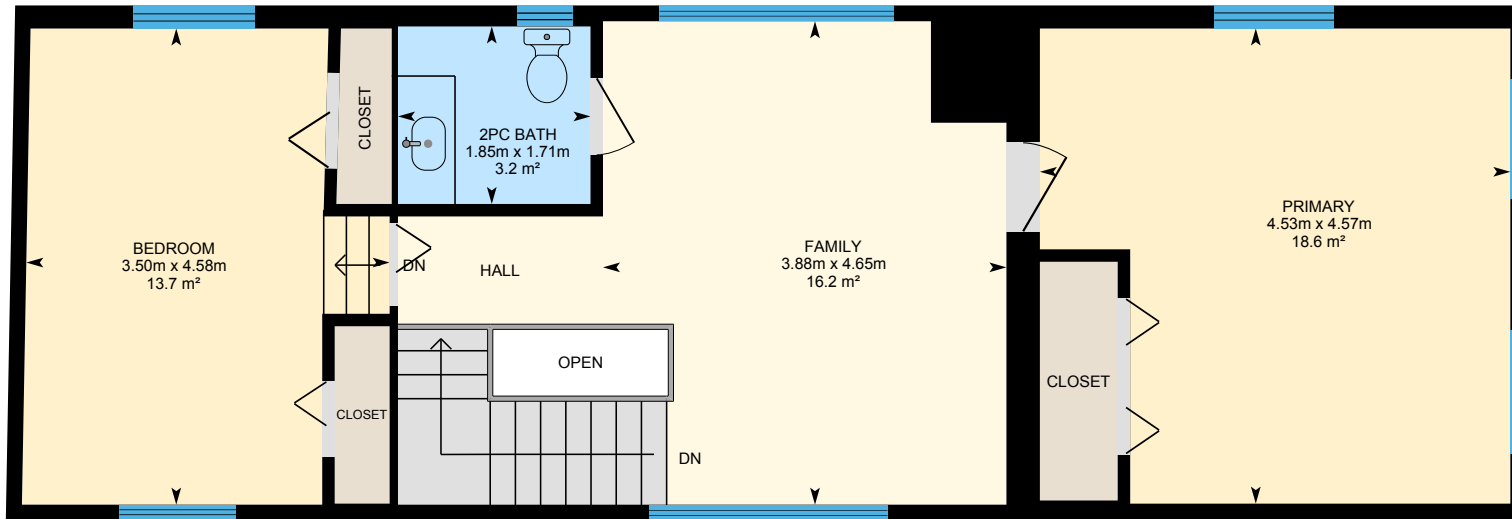 BEDROOM
3.50m x 4.58m
13.7 m²
CLOSET
CLOSET
DN
2PC BATH
1.85m x 1.71m
3.2 m²
HALL
OPEN
DN
FAMILY
3.88m x 4.65m
16.2 m²
PRIMARY
4.53m x 4.57m
18.6 m²
CLOSET